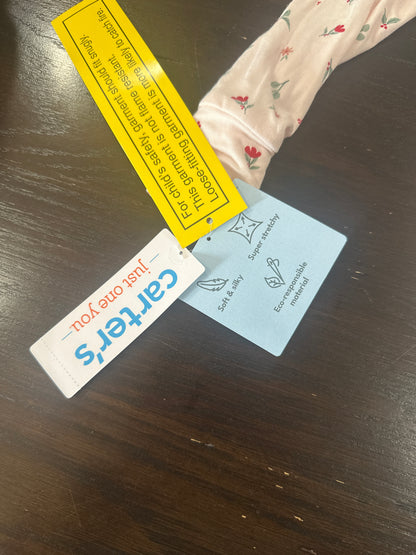 For child's safety, garment should fit snugly.
This garment is not flame resistant.
Loose-fitting garment is more likely to catch fire.
Super stretchy
Soft & silky
Eco-responsible
material
carter's
just one you